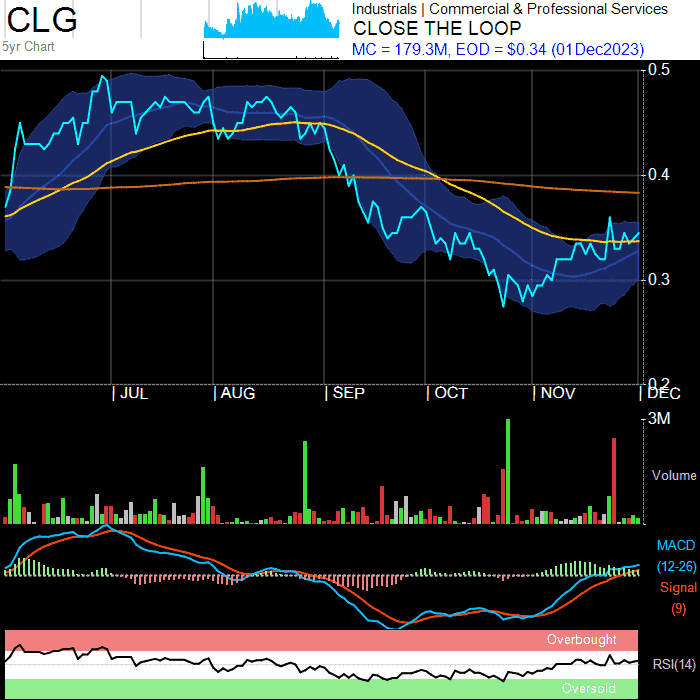 CLG
5yr Chart
Industrials | Commercial & Professional Services
CLOSE THE LOOP
MC = 179.3M, EOD = $0.34 (01Dec2023)
0.5
0.4
0.3
0.2
JUL AUG SEP OCT NOV DEC
3M
Volume
MACD
(12-26)
Signal
(9)
Overbought
RSI(14)
Oversold